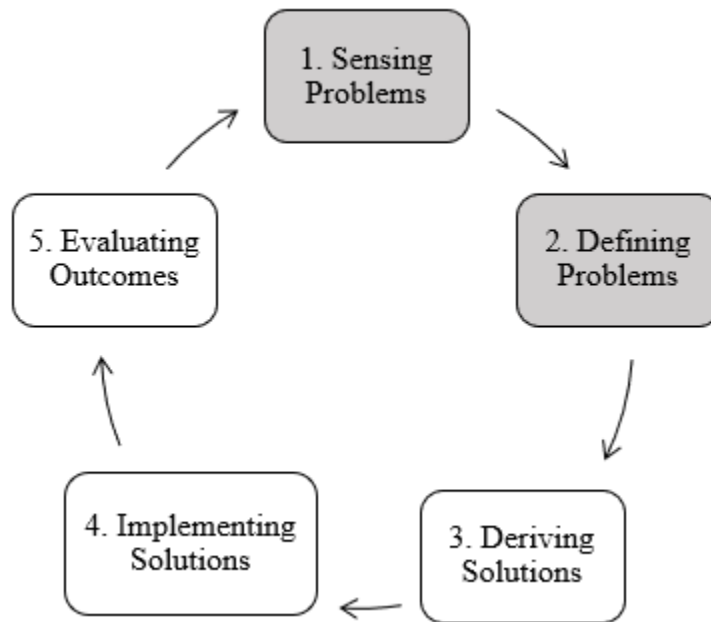 1. Sensing
Problems
2. Defining
Problems
3. Deriving
Solutions
4. Implementing
Solutions
5. Evaluating
Outcomes